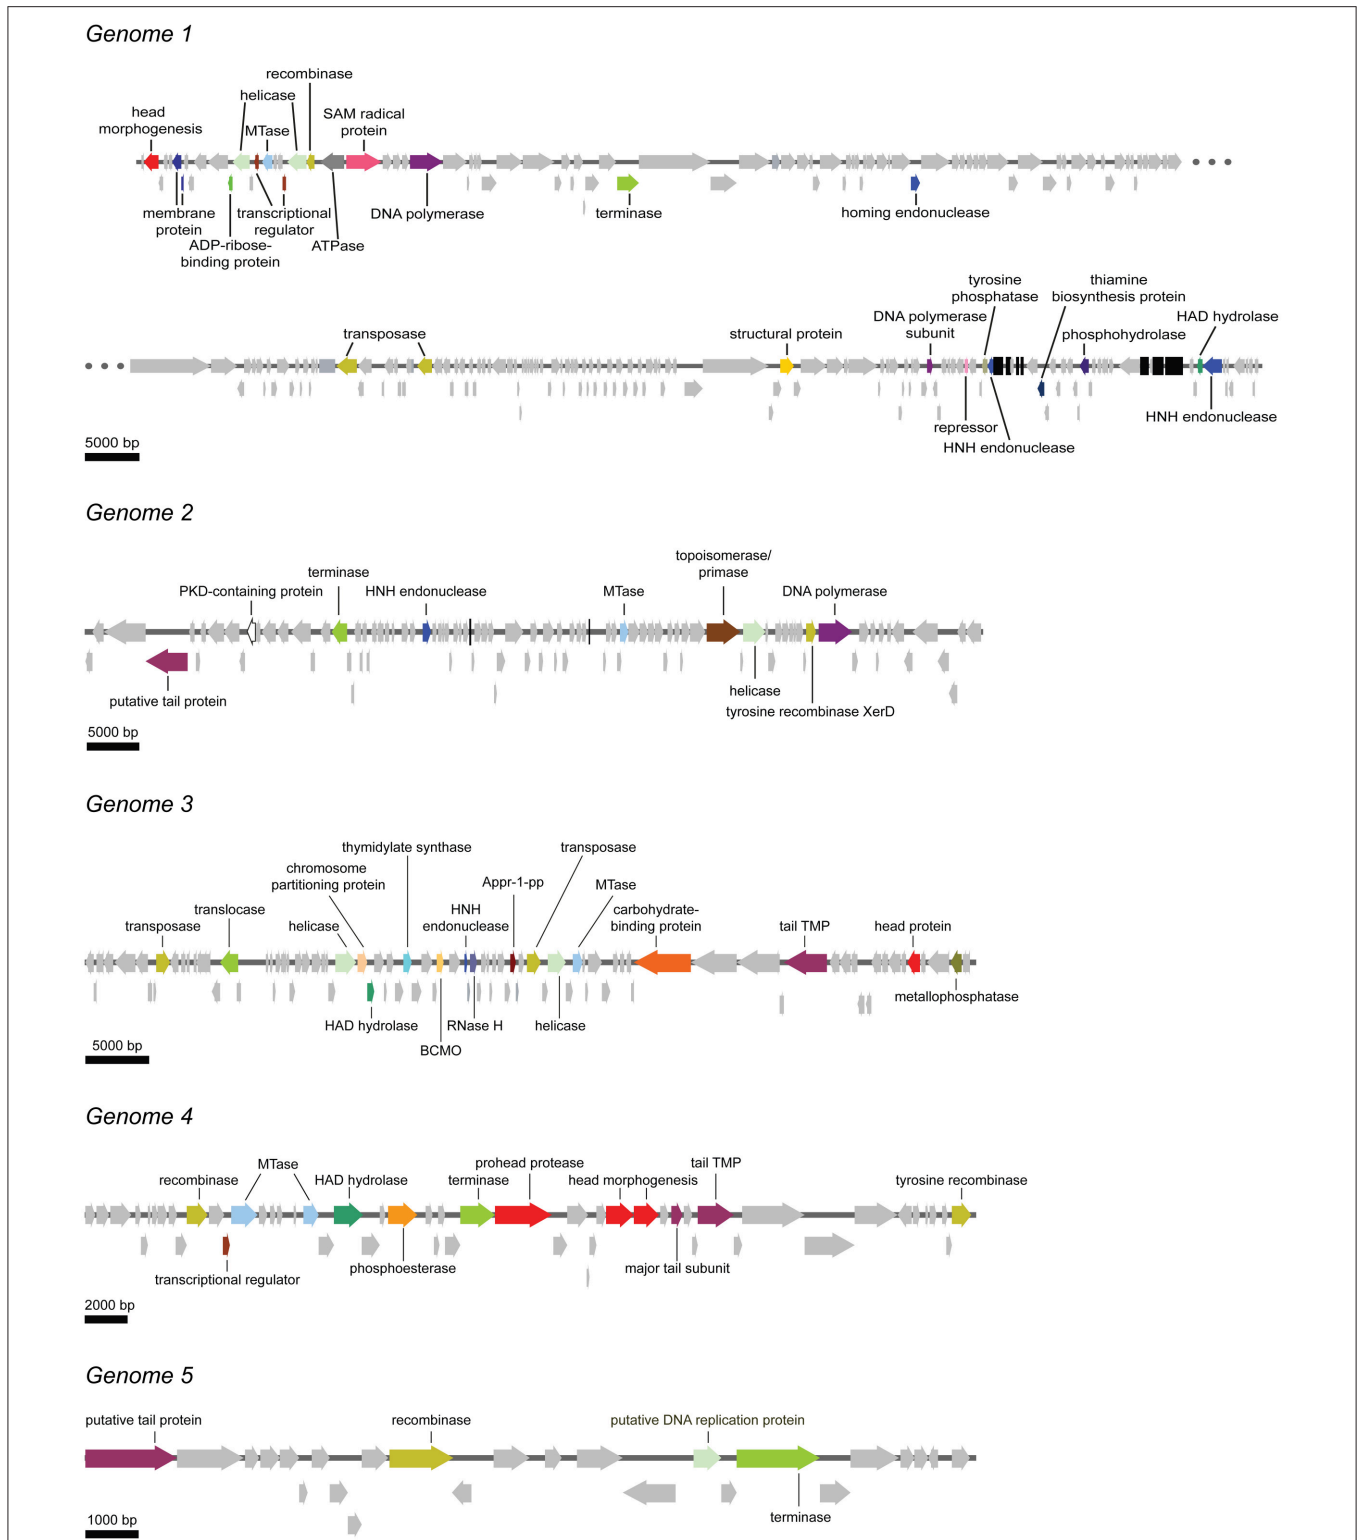 Genome 1
recombinase
helicase
SAM radical
protein
head
morphogenesis
MTase
membrane
protein
transcriptional
regulator
ADP-ribose-
binding protein
ATPase
DNA polymerase
terminase
homing endonuclease
tyrosine
phosphatase
thiamine
biosynthesis protein
transposase
structural protein
DNA polymerase
subunit
phosphohydrolase
HAD hydrolase
repressor
HNH endonuclease
HNH endonuclease
5000 bp
Genome 2
topoisomerase/
primase
terminase
PKD-containing protein
HNH endonuclease
MTase
DNA polymerase
putative tail protein
helicase
tyrosine recombinase XerD
5000 bp
Genome 3
thymidylate synthase
transposase
chromosome
partitioning protein
Appr-1-pp
MTase
translocase
transposase
helicase
HNH
endonuclease
carbohydrate-
binding protein
tail TMP
head protein
metallophosphatase
HAD hydrolase
RNase H
helicase
BCMO
5000 bp
Genome 4
MTase
recombinase
HAD hydrolase
prohead protease
terminase
head morphogenesis
tail TMP
tyrosine recombinase
transcriptional regulator
phosphoesterase
major tail subunit
2000 bp
Genome 5
putative tail protein
recombinase
putative DNA replication protein
terminase
1000 bp